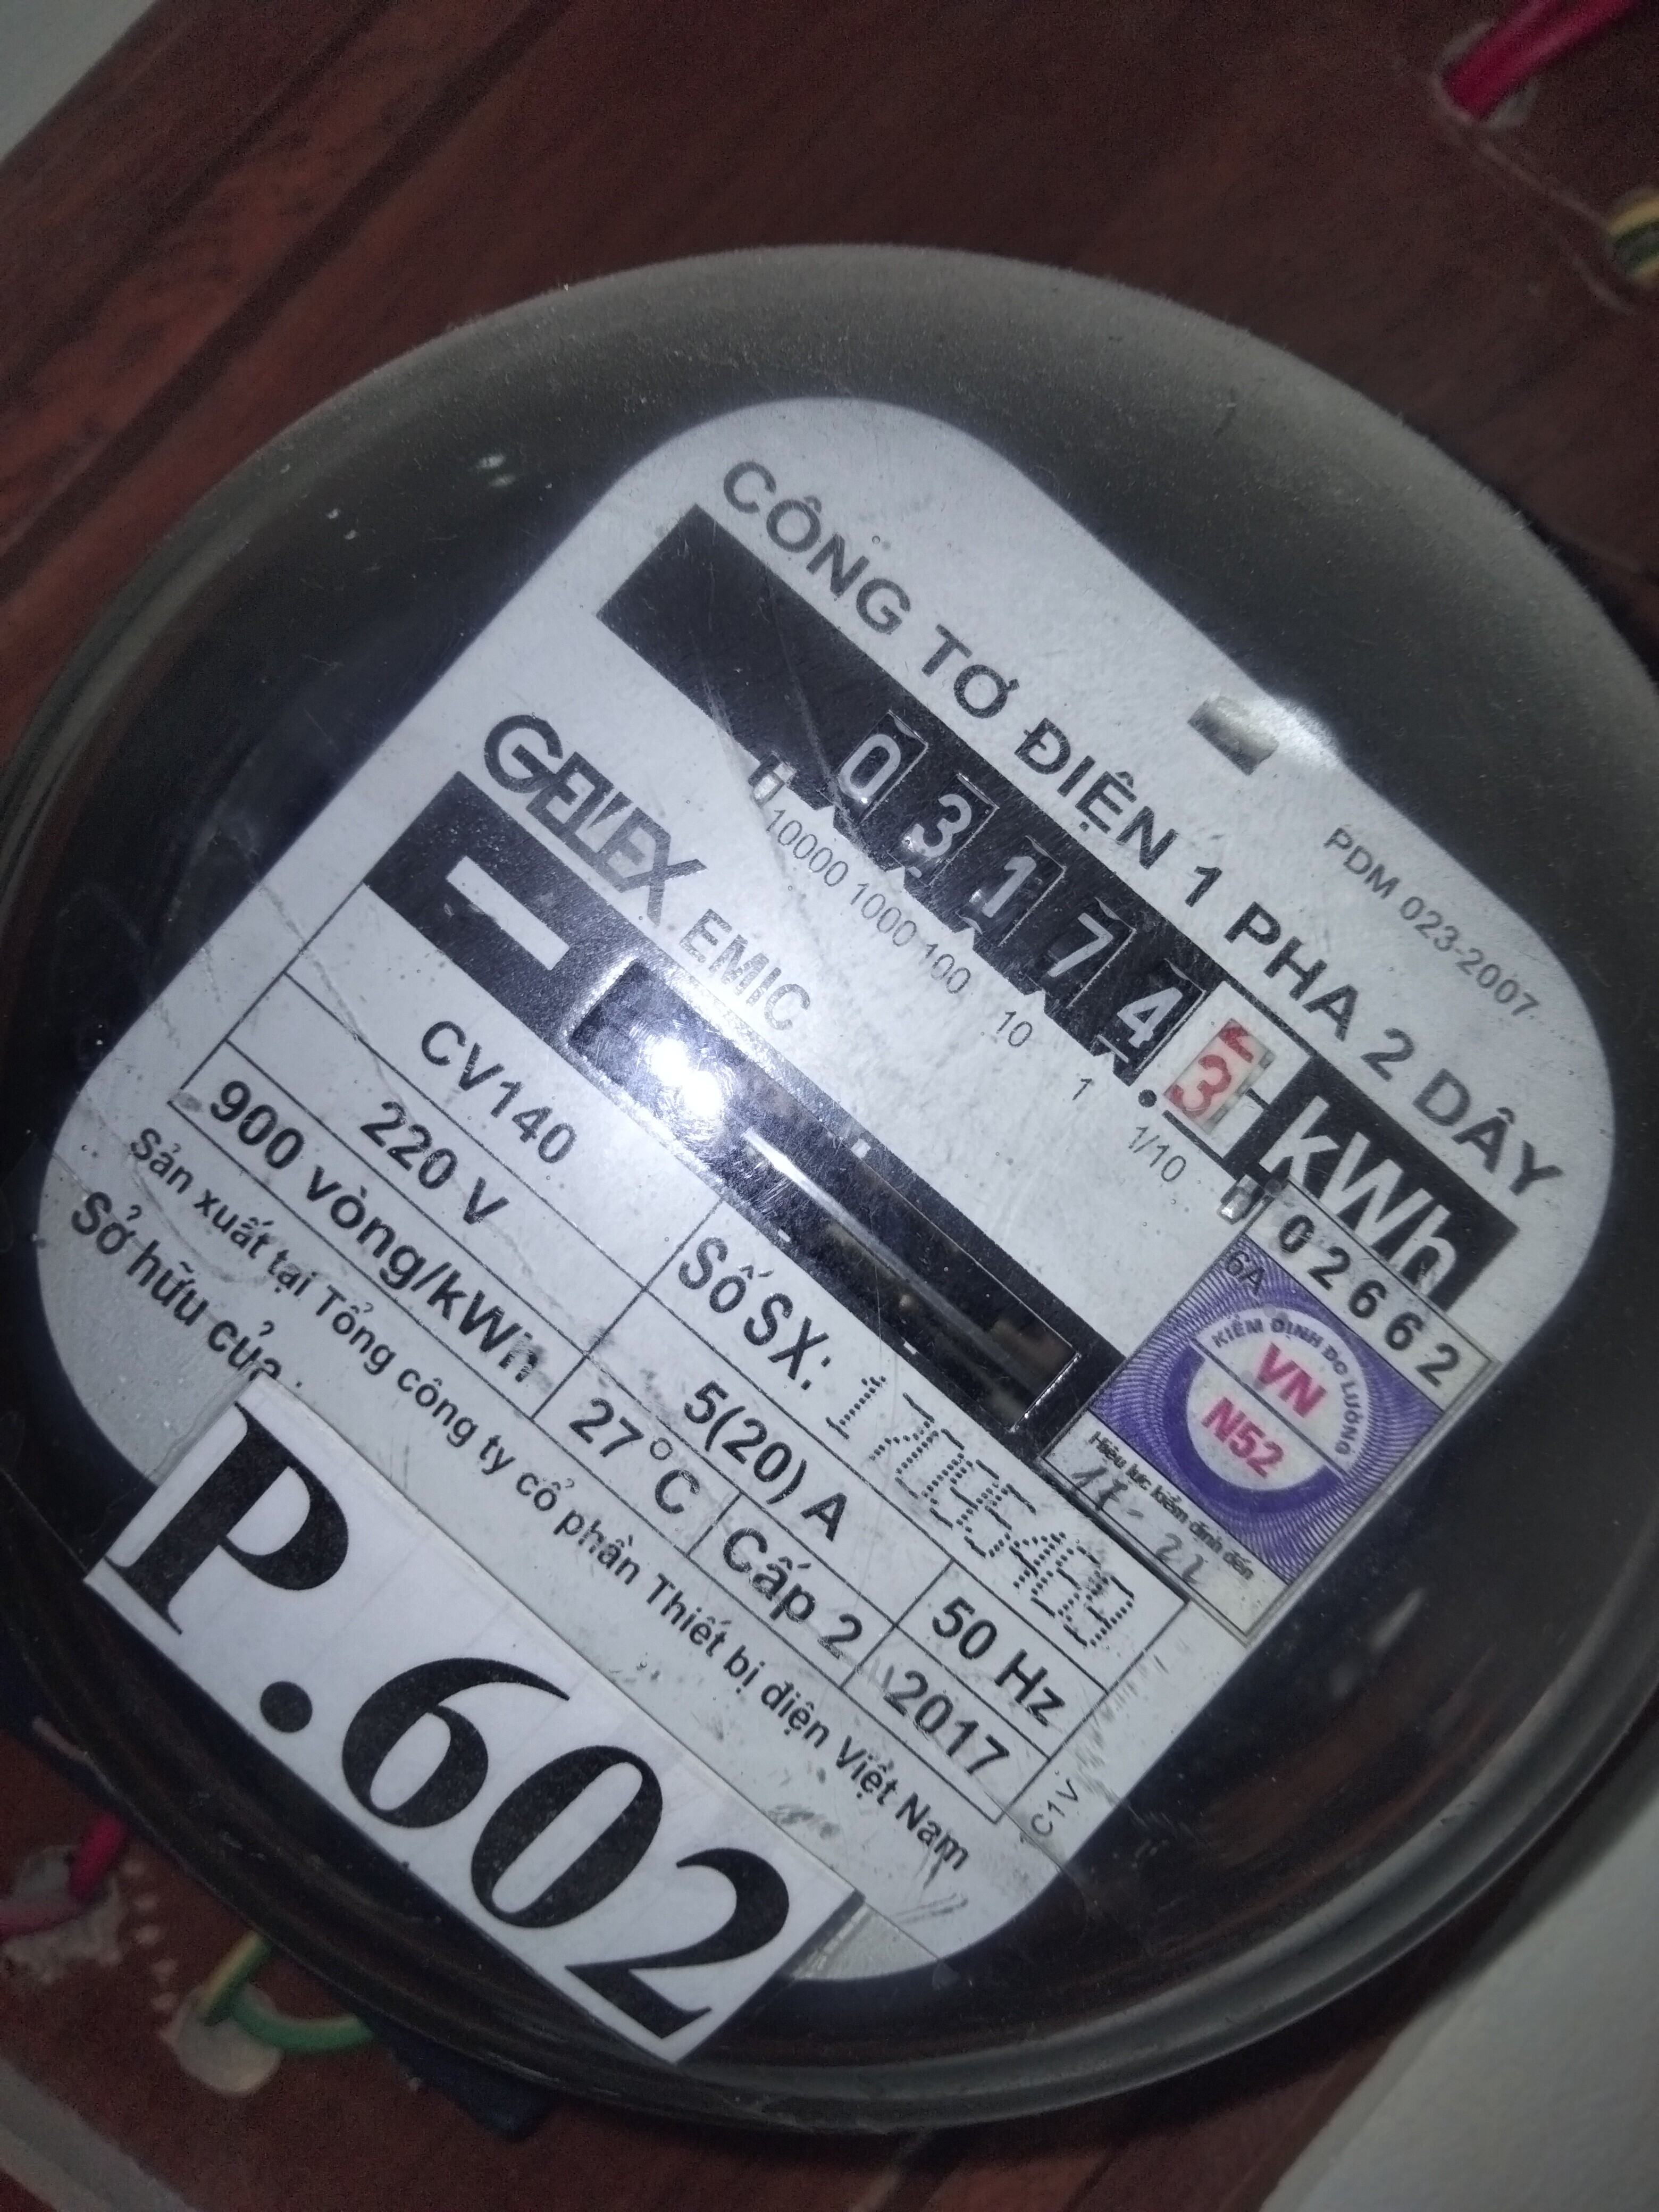 CÔNG TƠ ĐIỆN 1 PHA 2 DÂY
PDM 023-2007
0 3 1 7 4 . 3 kWh
10000 1000 100 10 1 1/10
GELEX EMIC
N 02662
6A
KIỂM ĐỊNH ĐO LƯỜNG
VN
N52
Hiệu lực kiểm định đến
CV140
Số SX: 17095489
220 V
5(20) A
50 Hz
900 vòng/kWh
27°C
Cấp 2
2017
Sản xuất tại Tổng công ty cổ phần Thiết bị điện Việt Nam
C1V
Sở hữu của
P.602